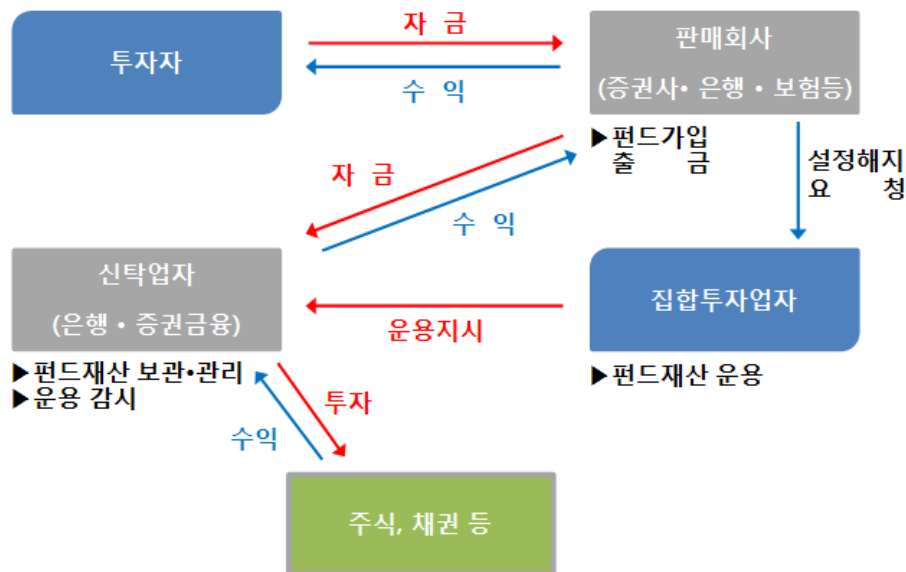 투자자
자 금
수 익
판매회사
(증권사• 은행 • 보험등)
▶펀드가입
출 금
설정해지
요 청
자 금
수 익
신탁업자
(은행 • 증권금융)
▶펀드재산 보관•관리
▶운용 감시
운용지시
집합투자업자
▶펀드재산 운용
투자
수익
주식, 채권 등